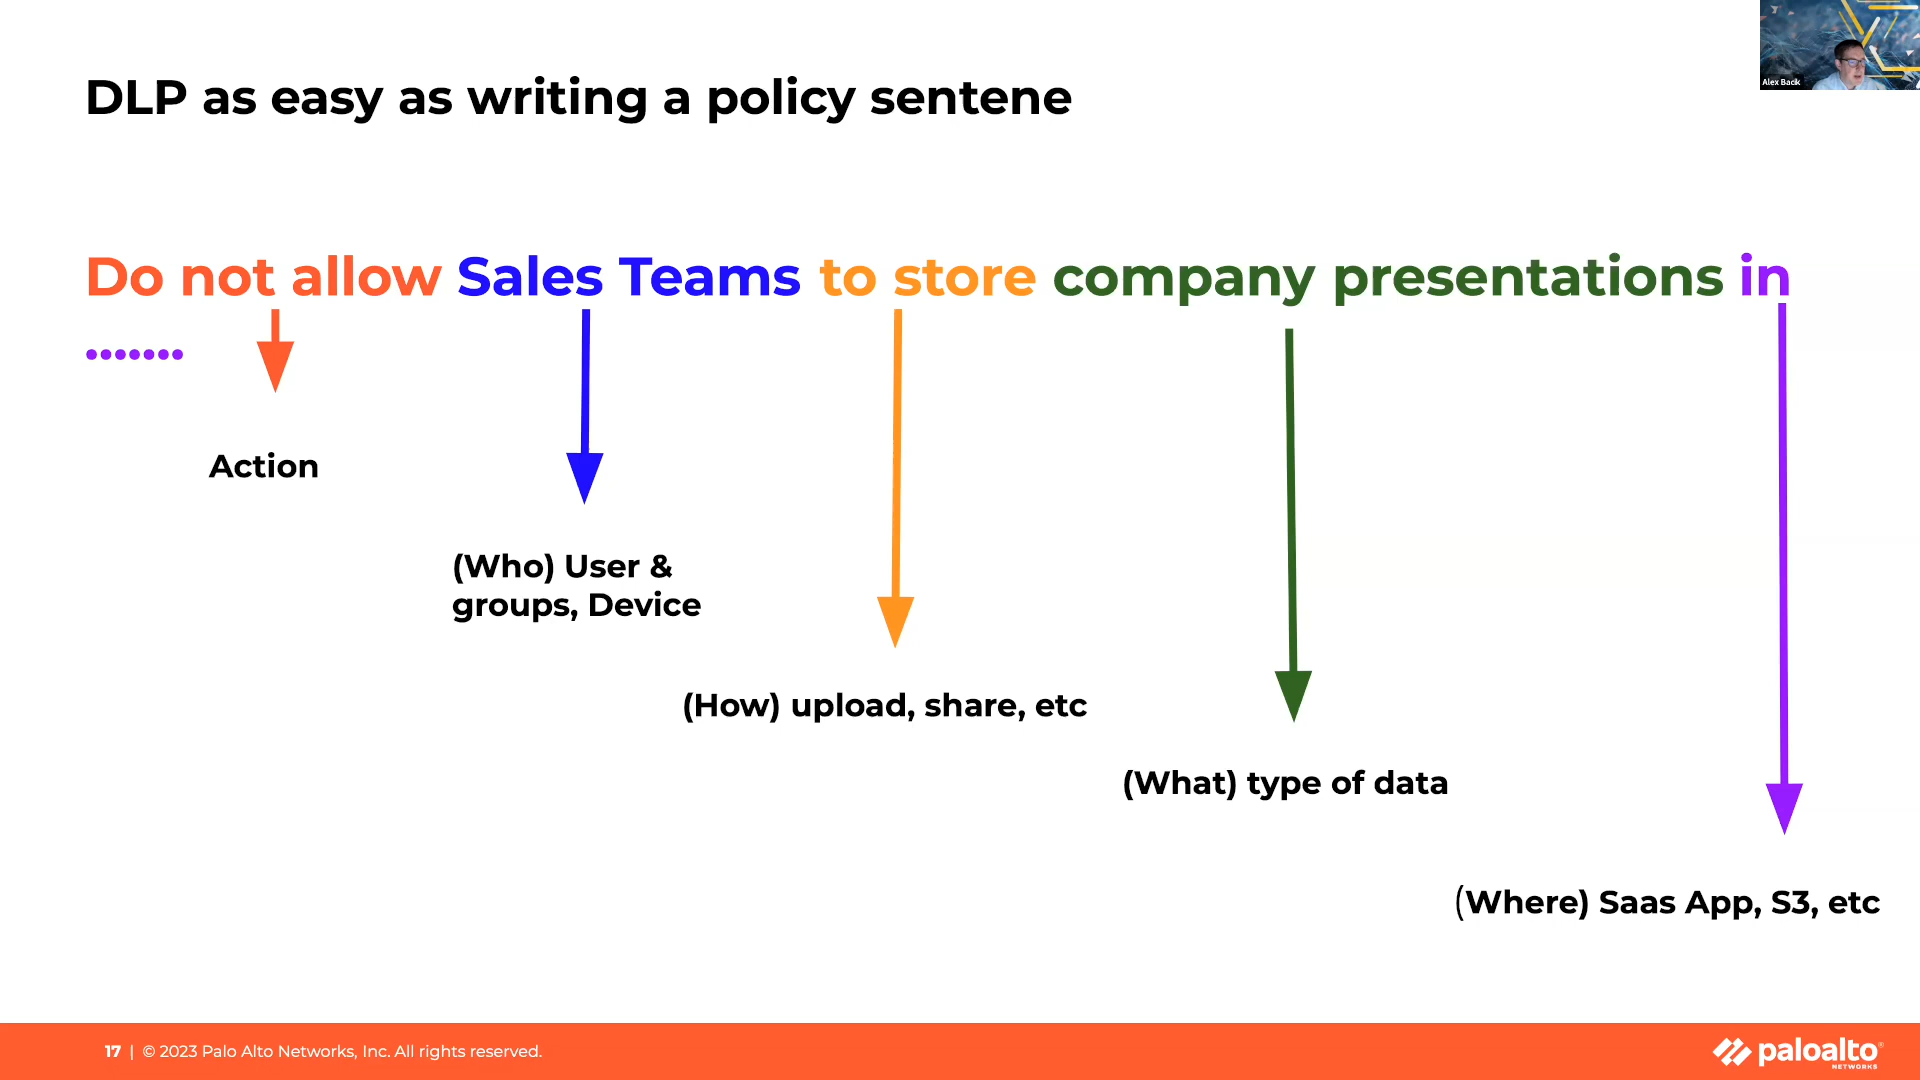 Alex Bacik
DLP as easy as writing a policy sentene
Do not allow Sales Teams to store company presentations in
.......
Action
(Who) User &
groups, Device
(How) upload, share, etc
(What) type of data
(Where) Saas App, S3, etc
17 | © 2023 Palo Alto Networks, Inc. All rights reserved.
paloalto®
NETWORKS